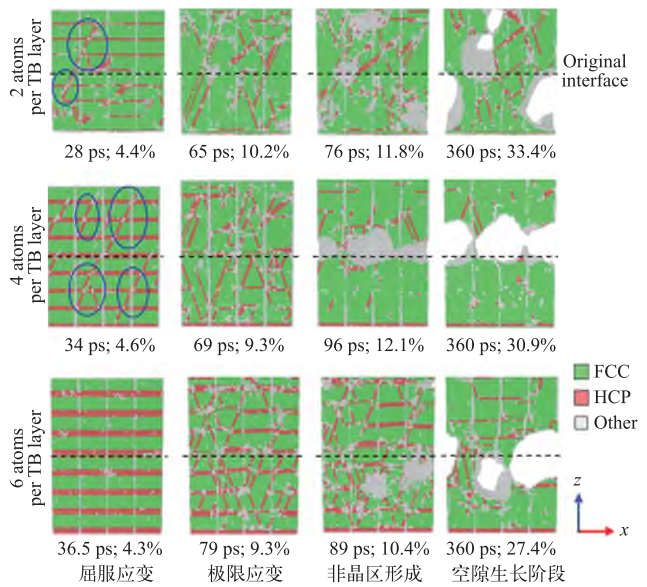 2 atoms
per TB layer
Original
interface
28 ps; 4.4%
65 ps; 10.2%
76 ps; 11.8%
360 ps; 33.4%
4 atoms
per TB layer
34 ps; 4.6%
69 ps; 9.3%
96 ps; 12.1%
360 ps; 30.9%
FCC
HCP
Other
6 atoms
per TB layer
z
x
36.5 ps; 4.3%
79 ps; 9.3%
89 ps; 10.4%
360 ps; 27.4%
屈服应变
极限应变
非晶区形成
空隙生长阶段